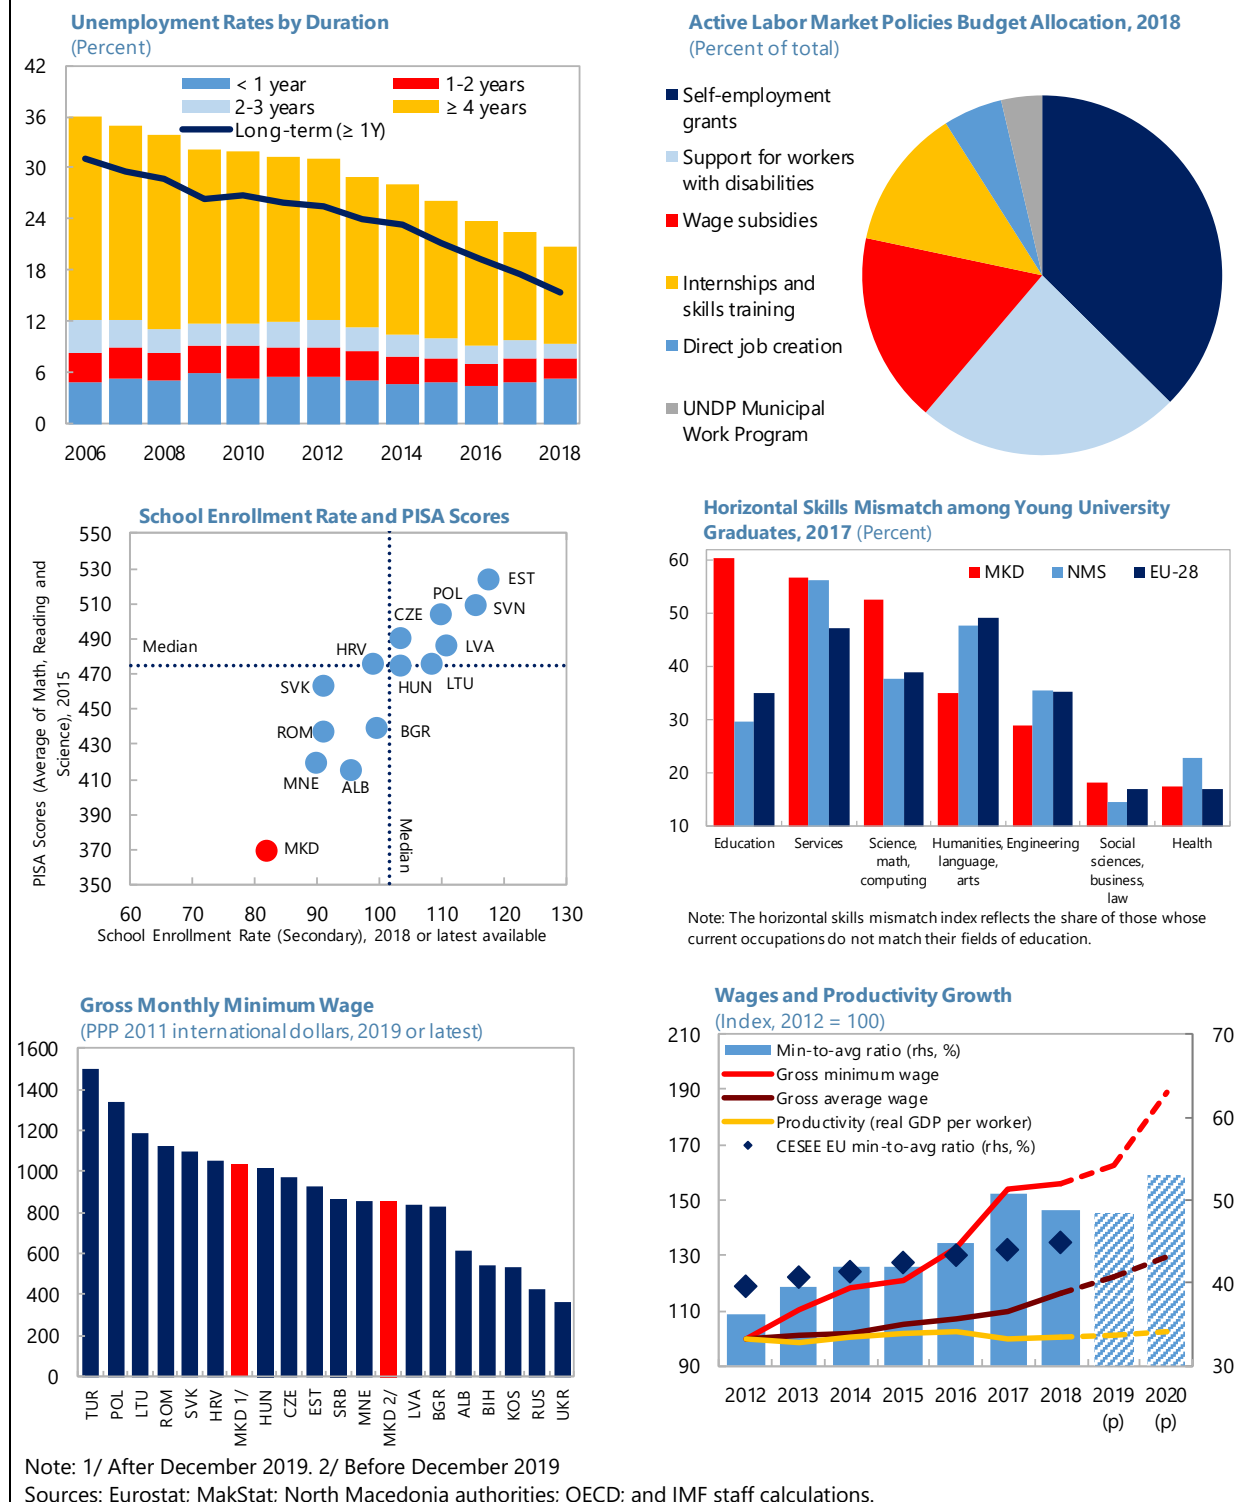 Unemployment Rates by Duration
(Percent)
42
36
30
24
18
12
6
0
< 1 year
1-2 years
2-3 years
≥ 4 years
Long-term (≥ 1Y)
2006 2008 2010 2012 2014 2016 2018
Active Labor Market Policies Budget Allocation, 2018
(Percent of total)
Self-employment
grants
Support for workers
with disabilities
Wage subsidies
Internships and
skills training
Direct job creation
UNDP Municipal
Work Program
School Enrollment Rate and PISA Scores
PISA Scores (Average of Math, Reading and
Science), 2015
550
530
510
490
470
450
430
410
390
370
350
Median
Median
EST
POL
SVN
CZE
LVA
HRV
HUN
LTU
SVK
ROM
BGR
MNE
ALB
MKD
60 70 80 90 100 110 120 130
School Enrollment Rate (Secondary), 2018 or latest available
Horizontal Skills Mismatch among Young University
Graduates, 2017 (Percent)
60
50
40
30
20
10
MKD NMS EU-28
Education
Services
Science,
math,
computing
Humanities,
language,
arts
Engineering
Social
sciences,
business,
law
Health
Note: The horizontal skills mismatch index reflects the share of those whose
current occupations do not match their fields of education.
Gross Monthly Minimum Wage
(PPP 2011 international dollars, 2019 or latest)
1600
1400
1200
1000
800
600
400
200
0
TUR
POL
LTU
ROM
SVK
HRV
MKD 1/
HUN
CZE
EST
SRB
MNE
MKD 2/
LVA
BGR
ALB
BIH
KOS
RUS
UKR
Wages and Productivity Growth
(Index, 2012 = 100)
210
190
170
150
130
110
90
70
60
50
40
30
Min-to-avg ratio (rhs, %)
Gross minimum wage
Gross average wage
Productivity (real GDP per worker)
CESEE EU min-to-avg ratio (rhs, %)
2012 2013 2014 2015 2016 2017 2018 2019 2020
(p) (p)
Note: 1/ After December 2019. 2/ Before December 2019
Sources: Eurostat; MakStat; North Macedonia authorities; OECD; and IMF staff calculations.